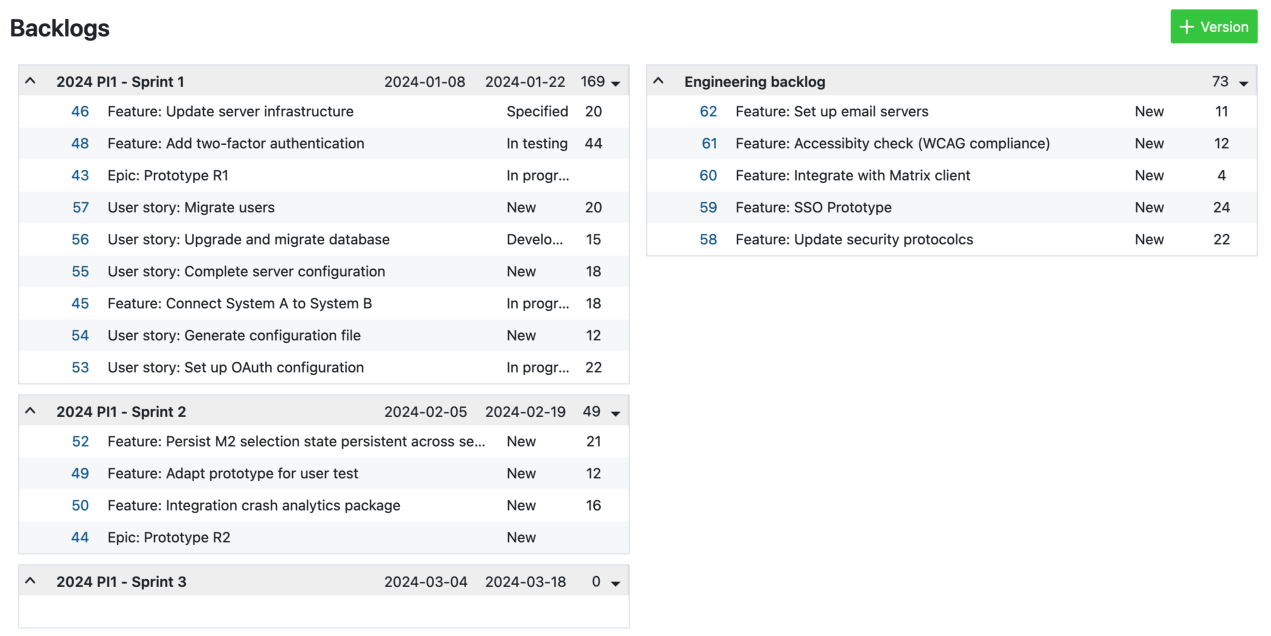 Backlogs
+ Version
2024 PI1 - Sprint 1 2024-01-08 2024-01-22 169
46 Feature: Update server infrastructure Specified 20
48 Feature: Add two-factor authentication In testing 44
43 Epic: Prototype R1 In progr...
57 User story: Migrate users New 20
56 User story: Upgrade and migrate database Develo... 15
55 User story: Complete server configuration New 18
45 Feature: Connect System A to System B In progr... 18
54 User story: Generate configuration file New 12
53 User story: Set up OAuth configuration In progr... 22
2024 PI1 - Sprint 2 2024-02-05 2024-02-19 49
52 Feature: Persist M2 selection state persistent across se... New 21
49 Feature: Adapt prototype for user test New 12
50 Feature: Integration crash analytics package New 16
44 Epic: Prototype R2 New
2024 PI1 - Sprint 3 2024-03-04 2024-03-18 0
Engineering backlog 73
62 Feature: Set up email servers New 11
61 Feature: Accessibity check (WCAG compliance) New 12
60 Feature: Integrate with Matrix client New 4
59 Feature: SSO Prototype New 24
58 Feature: Update security protocolcs New 22